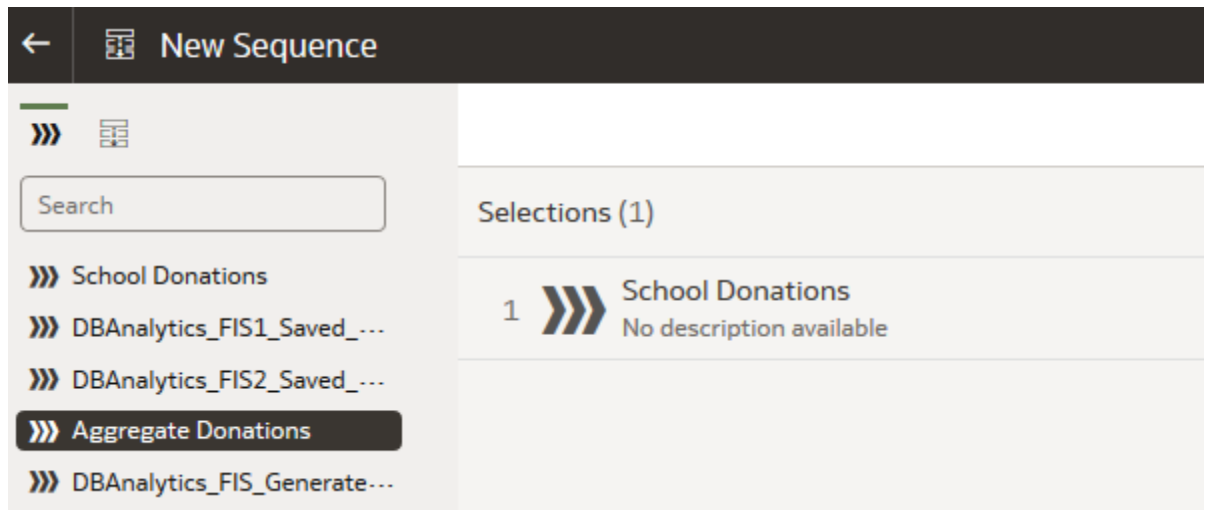 New Sequence
Search
School Donations
DBAnalytics_FIS1_Saved_...
DBAnalytics_FIS2_Saved_...
Aggregate Donations
DBAnalytics_FIS_Generate...
Selections (1)
1 School Donations
No description available